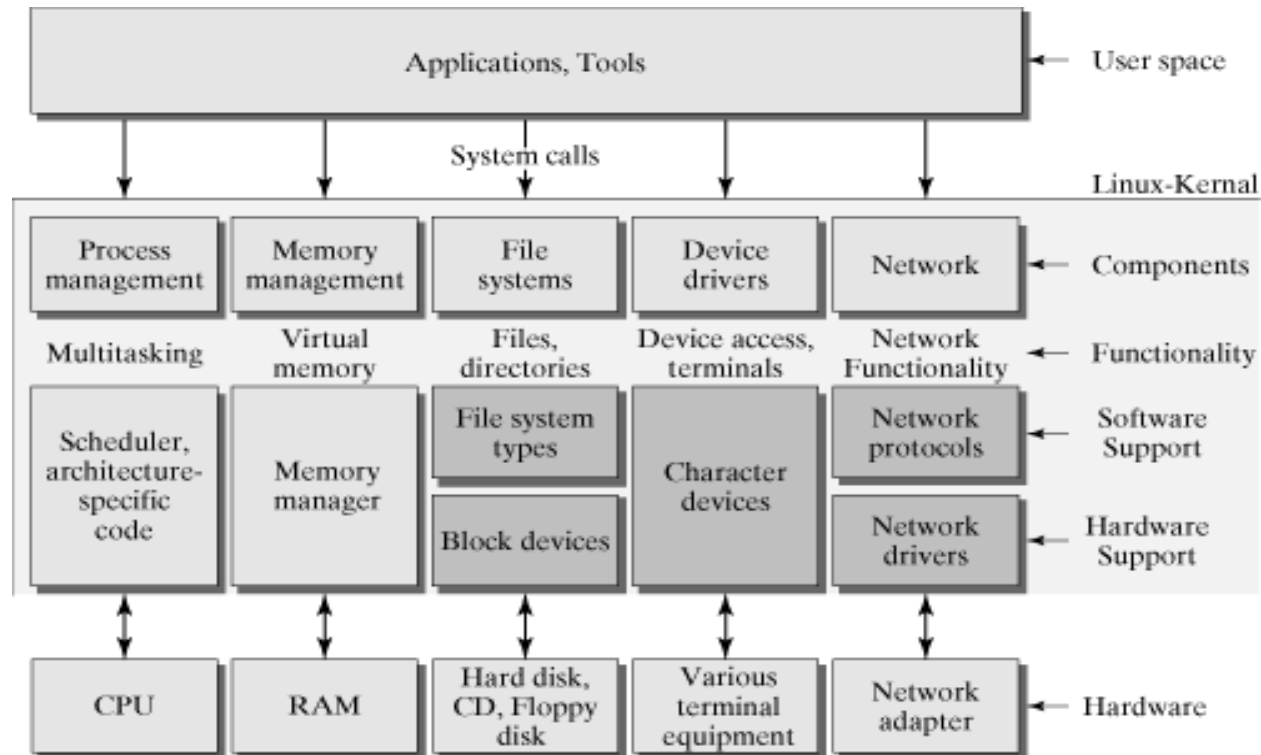 Applications, Tools
User space
System calls
Linux-Kernal
Process
management
Memory
management
File
systems
Device
drivers
Network
Components
Multitasking
Virtual
memory
Files,
directories
Device access,
terminals
Network
Functionality
Functionality
Scheduler,
architecture-
specific
code
Memory
manager
File system
types
Block devices
Character
devices
Network
protocols
Network
drivers
Software
Support
Hardware
Support
CPU
RAM
Hard disk,
CD, Floppy
disk
Various
terminal
equipment
Network
adapter
Hardware